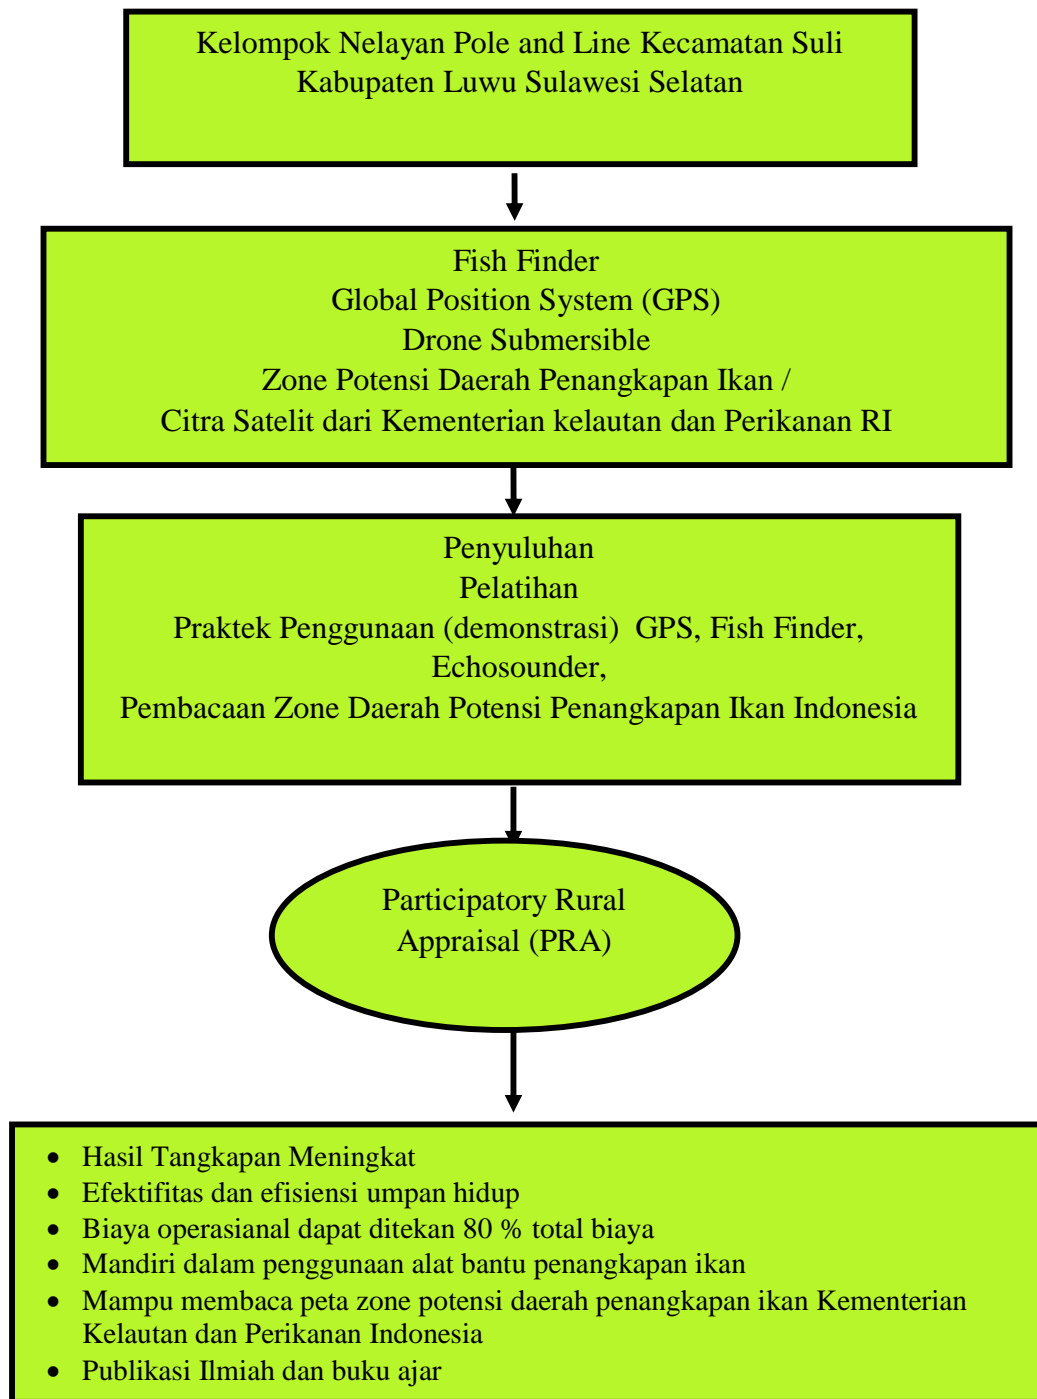 Kelompok Nelayan Pole and Line Kecamatan Suli
Kabupaten Luwu Sulawesi Selatan
Fish Finder
Global Position System (GPS)
Drone Submersible
Zone Potensi Daerah Penangkapan Ikan /
Citra Satelit dari Kementerian kelautan dan Perikanan RI
Penyuluhan
Pelatihan
Praktek Penggunaan (demonstrasi) GPS, Fish Finder,
Echosounder,
Pembacaan Zone Daerah Potensi Penangkapan Ikan Indonesia
Participatory Rural
Appraisal (PRA)
• Hasil Tangkapan Meningkat
• Efektifitas dan efisiensi umpan hidup
• Biaya operasianal dapat ditekan 80 % total biaya
• Mandiri dalam penggunaan alat bantu penangkapan ikan
• Mampu membaca peta zone potensi daerah penangkapan ikan Kementerian
Kelautan dan Perikanan Indonesia
• Publikasi Ilmiah dan buku ajar